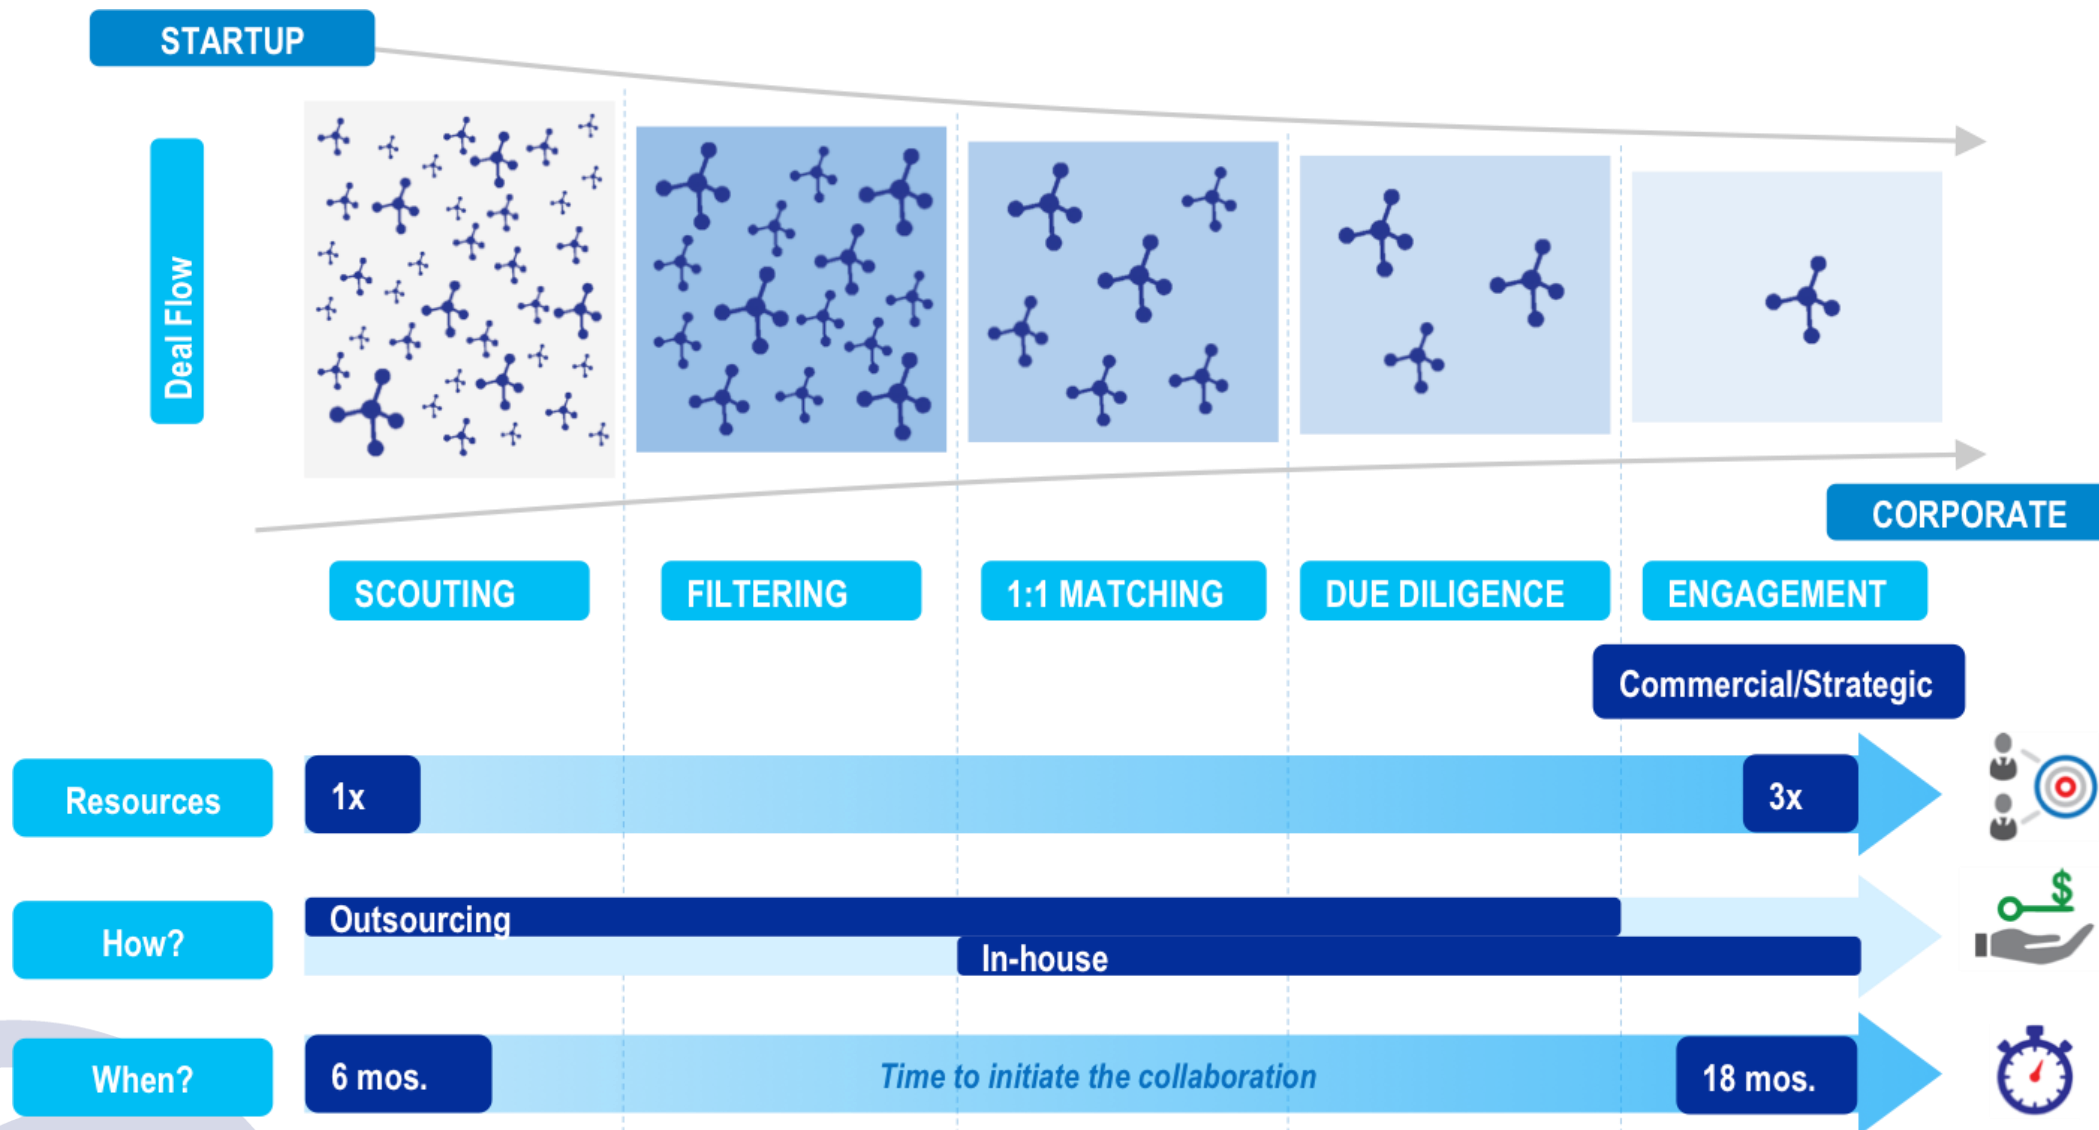 STARTUP
Deal Flow
CORPORATE
SCOUTING
FILTERING
1:1 MATCHING
DUE DILIGENCE
ENGAGEMENT
Commercial/Strategic
Resources
1x
3x
How?
Outsourcing
In-house
When?
6 mos.
Time to initiate the collaboration
18 mos.
$